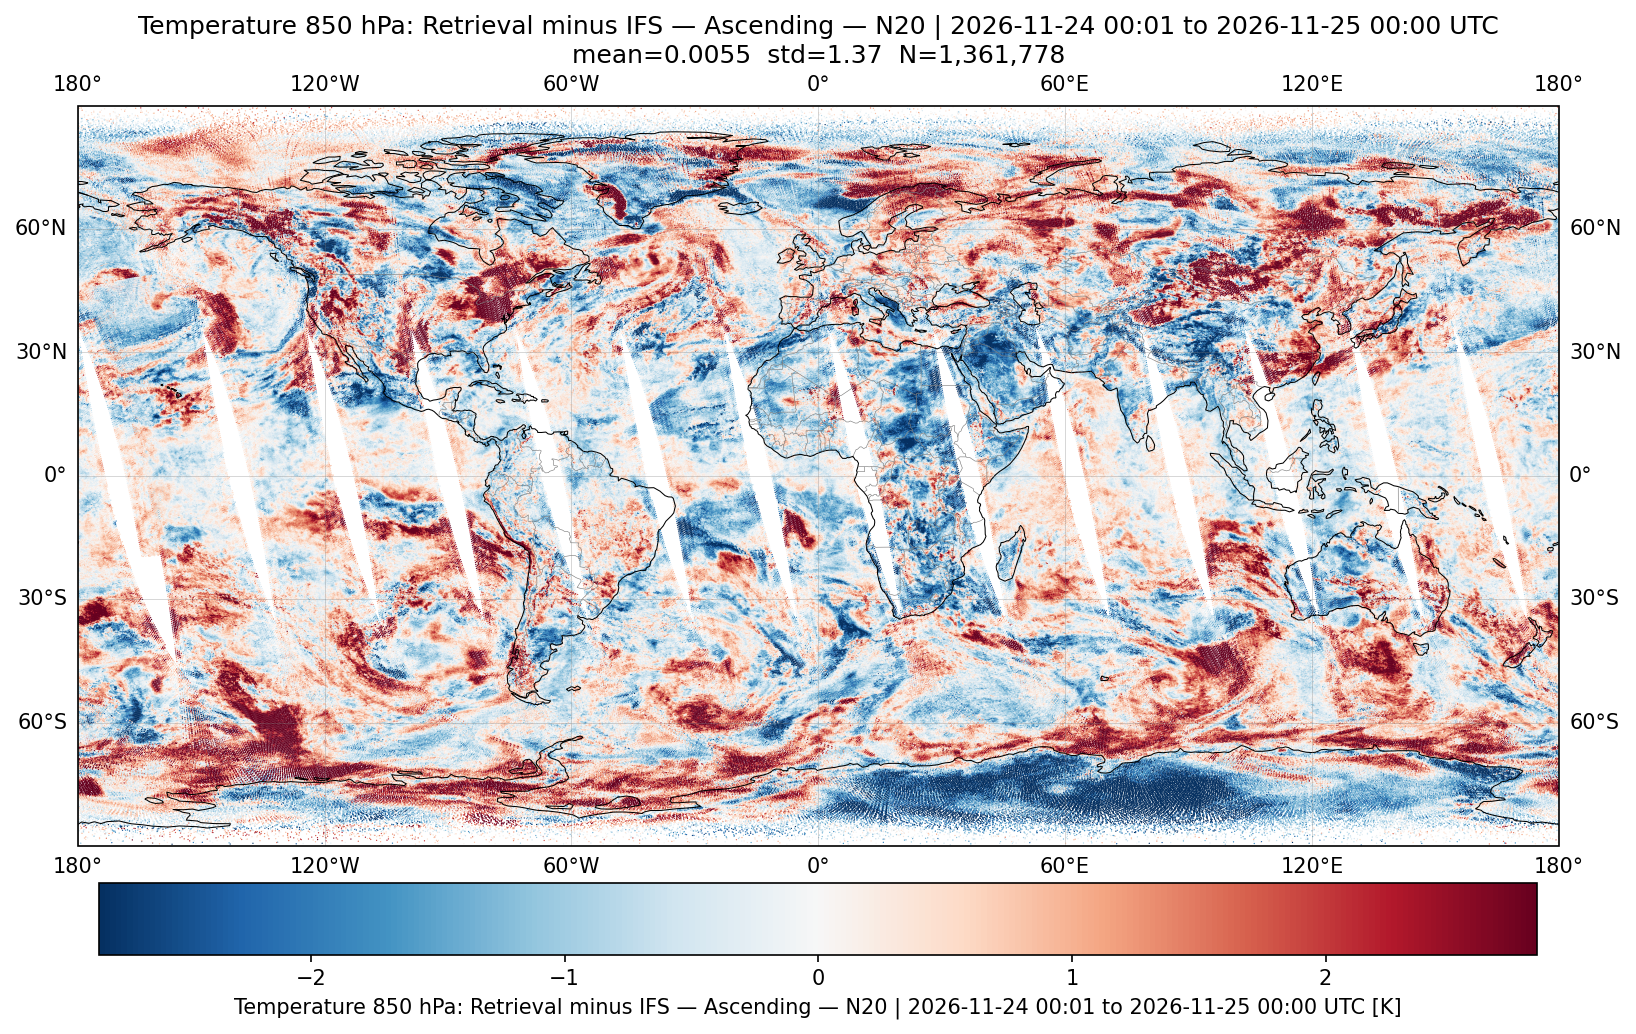 Temperature 850 hPa: Retrieval minus IFS — Ascending — N20 | 2026-11-24 00:01 to 2026-11-25 00:00 UTC
mean=0.0055  std=1.37  N=1,361,778
180° 120°W 60°W 0° 60°E 120°E 180°
60°N 60°N
30°N 30°N
0° 0°
30°S 30°S
60°S 60°S
180° 120°W 60°W 0° 60°E 120°E 180°
−2 −1 0 1 2
Temperature 850 hPa: Retrieval minus IFS — Ascending — N20 | 2026-11-24 00:01 to 2026-11-25 00:00 UTC [K]